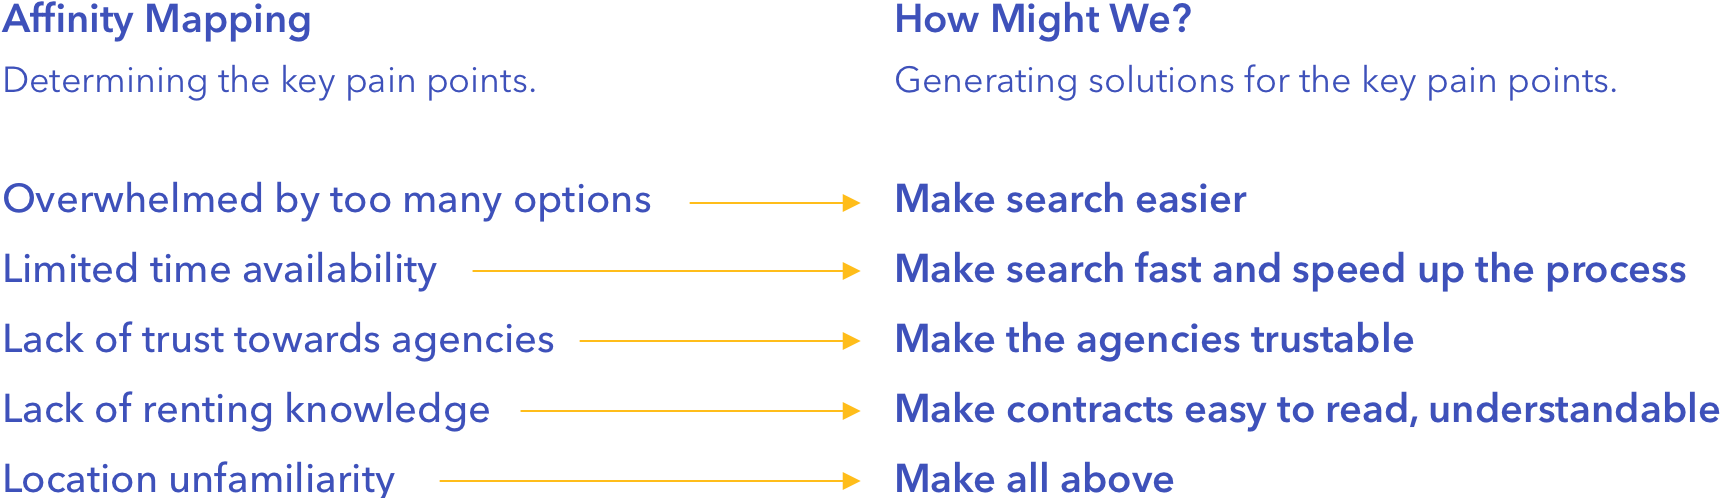 Affinity Mapping
Determining the key pain points.
How Might We?
Generating solutions for the key pain points.
Overwhelmed by too many options
Make search easier
Limited time availability
Make search fast and speed up the process
Lack of trust towards agencies
Make the agencies trustable
Lack of renting knowledge
Make contracts easy to read, understandable
Location unfamiliarity
Make all above